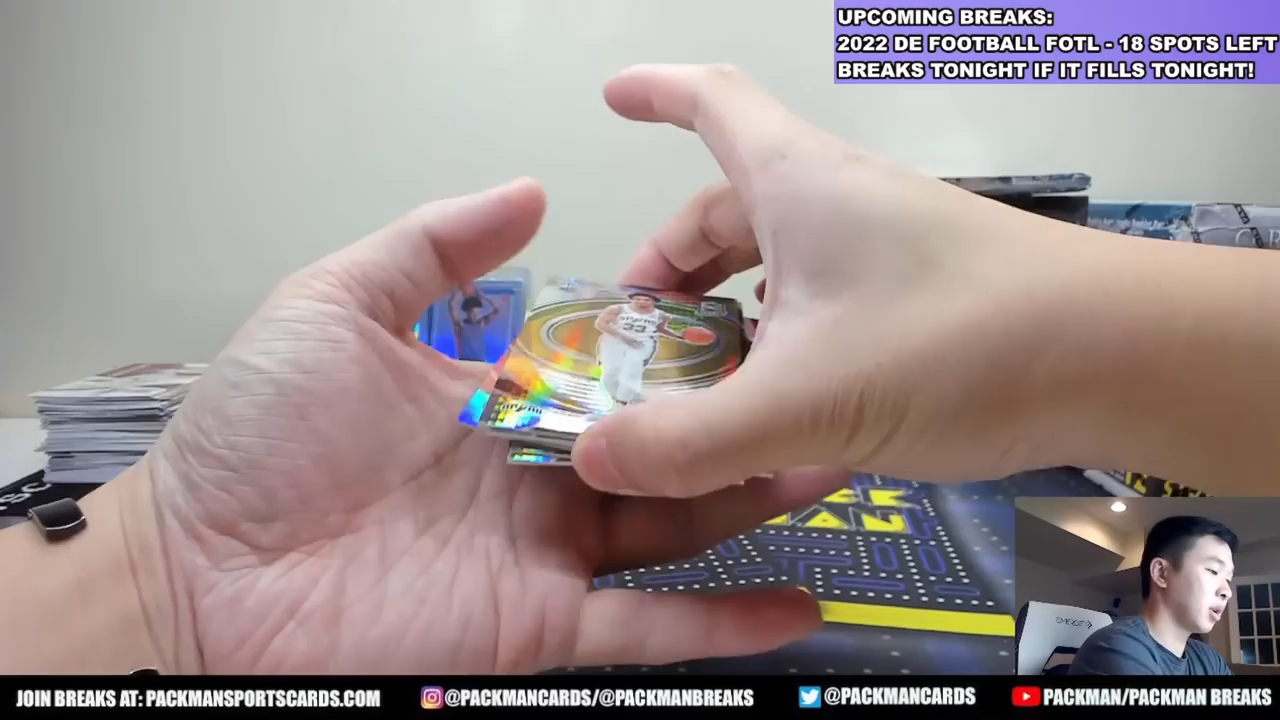 UPCOMING BREAKS:
2022 DE FOOTBALL FOTL - 18 SPOTS LEFT
BREAKS TONIGHT IF IT FILLS TONIGHT!
33
JOIN BREAKS AT: PACKMANSPORTSCARDS.COM
@PACKMANCARDS/@PACKMANBREAKS
@PACKMANCARDS
PACKMAN/PACKMAN BREAKS